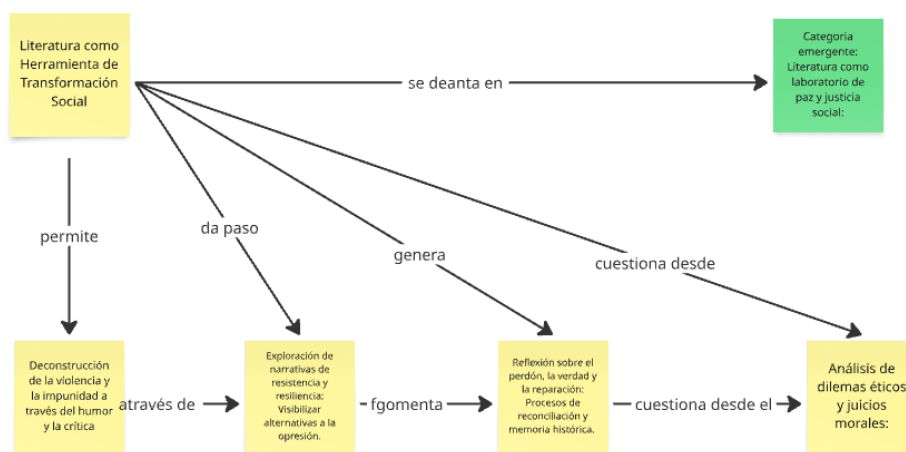 Literatura como
Herramienta de
Transformación
Social
se deanta en
Categoria
emergente:
Literatura como
laboratorio de
paz y justicia
social:
permite
da paso
genera
cuestiona desde
Deconstrucción
de la violencia y
la impunidad a
través del humor
y la crítica
através de
Exploración de
narrativas de
resistencia y
resiliencia:
Visibilizar
alternativas a la
opresión.
fgomenta
Reflexión sobre el
perdón, la verdad y
la reparación:
Procesos de
reconciliación y
memoria histórica.
cuestiona desde el
Análisis de
dilemas éticos
y juicios
morales: